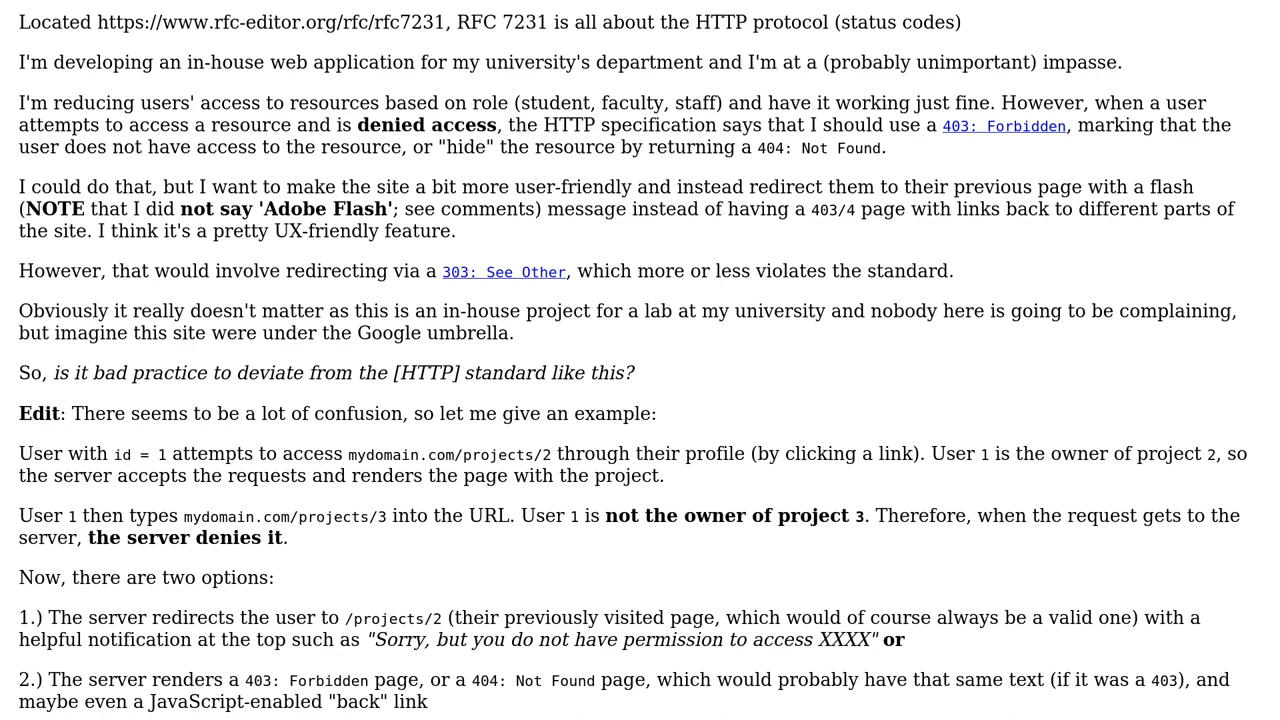 Located https://www.rfc-editor.org/rfc/rfc7231, RFC 7231 is all about the HTTP protocol (status codes)
I'm developing an in-house web application for my university's department and I'm at a (probably unimportant) impasse.
I'm reducing users' access to resources based on role (student, faculty, staff) and have it working just fine. However, when a user
attempts to access a resource and is denied access, the HTTP specification says that I should use a 403: Forbidden, marking that the
user does not have access to the resource, or "hide" the resource by returning a 404: Not Found.
I could do that, but I want to make the site a bit more user-friendly and instead redirect them to their previous page with a flash
(NOTE that I did not say 'Adobe Flash'; see comments) message instead of having a 403/4 page with links back to different parts of
the site. I think it's a pretty UX-friendly feature.
However, that would involve redirecting via a 303: See Other, which more or less violates the standard.
Obviously it really doesn't matter as this is an in-house project for a lab at my university and nobody here is going to be complaining,
but imagine this site were under the Google umbrella.
So, is it bad practice to deviate from the [HTTP] standard like this?
Edit: There seems to be a lot of confusion, so let me give an example:
User with id = 1 attempts to access mydomain.com/projects/2 through their profile (by clicking a link). User 1 is the owner of project 2, so
the server accepts the requests and renders the page with the project.
User 1 then types mydomain.com/projects/3 into the URL. User 1 is not the owner of project 3. Therefore, when the request gets to the
server, the server denies it.
Now, there are two options:
1.) The server redirects the user to /projects/2 (their previously visited page, which would of course always be a valid one) with a
helpful notification at the top such as "Sorry, but you do not have permission to access XXXX" or
2.) The server renders a 403: Forbidden page, or a 404: Not Found page, which would probably have that same text (if it was a 403), and
maybe even a JavaScript-enabled "back" link